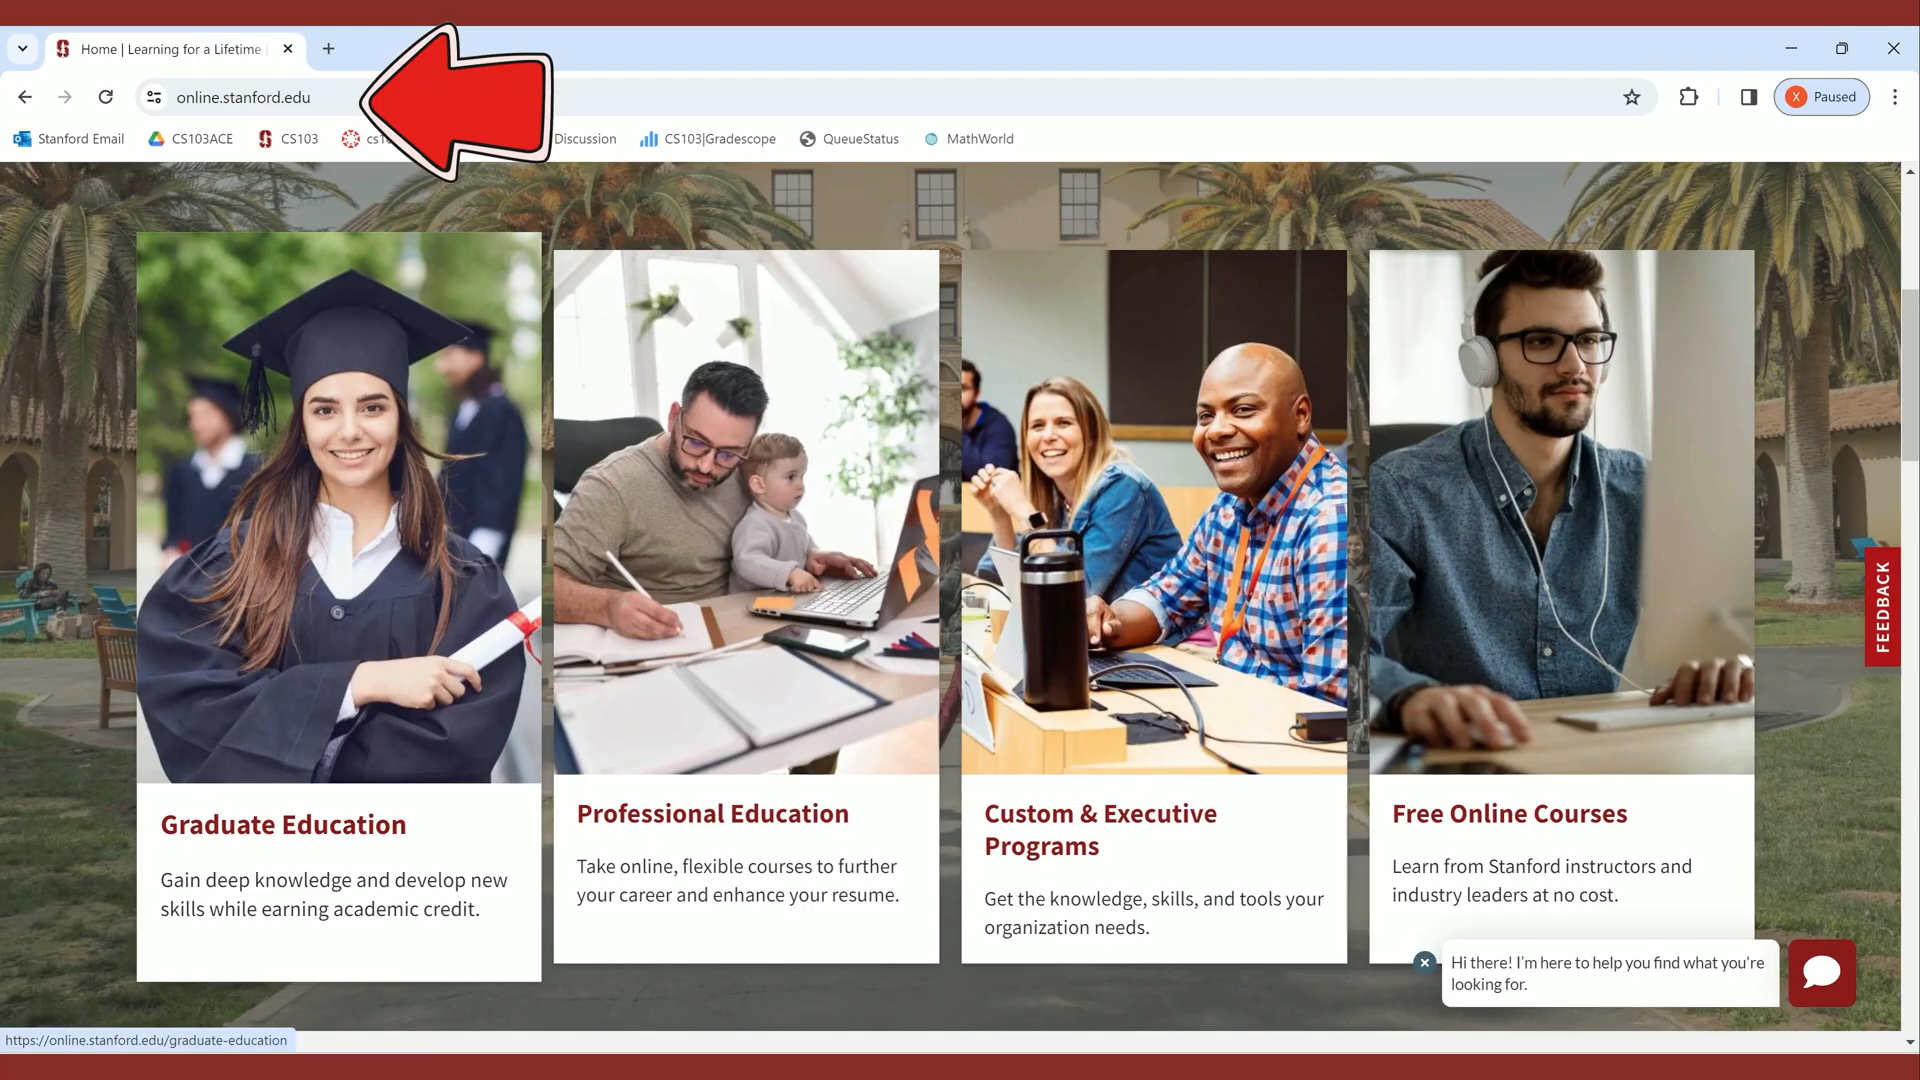 Home | Learning for a Lifetime |
online.stanford.edu
X Paused
Stanford Email CS103ACE CS103 Discussion CS103|Gradescope QueueStatus MathWorld
FEEDBACK
Graduate Education
Gain deep knowledge and develop new
skills while earning academic credit.
Professional Education
Take online, flexible courses to further
your career and enhance your resume.
Custom & Executive
Programs
Get the knowledge, skills, and tools your
organization needs.
Free Online Courses
Learn from Stanford instructors and
industry leaders at no cost.
Hi there! I'm here to help you find what you're
looking for.
https://online.stanford.edu/graduate-education